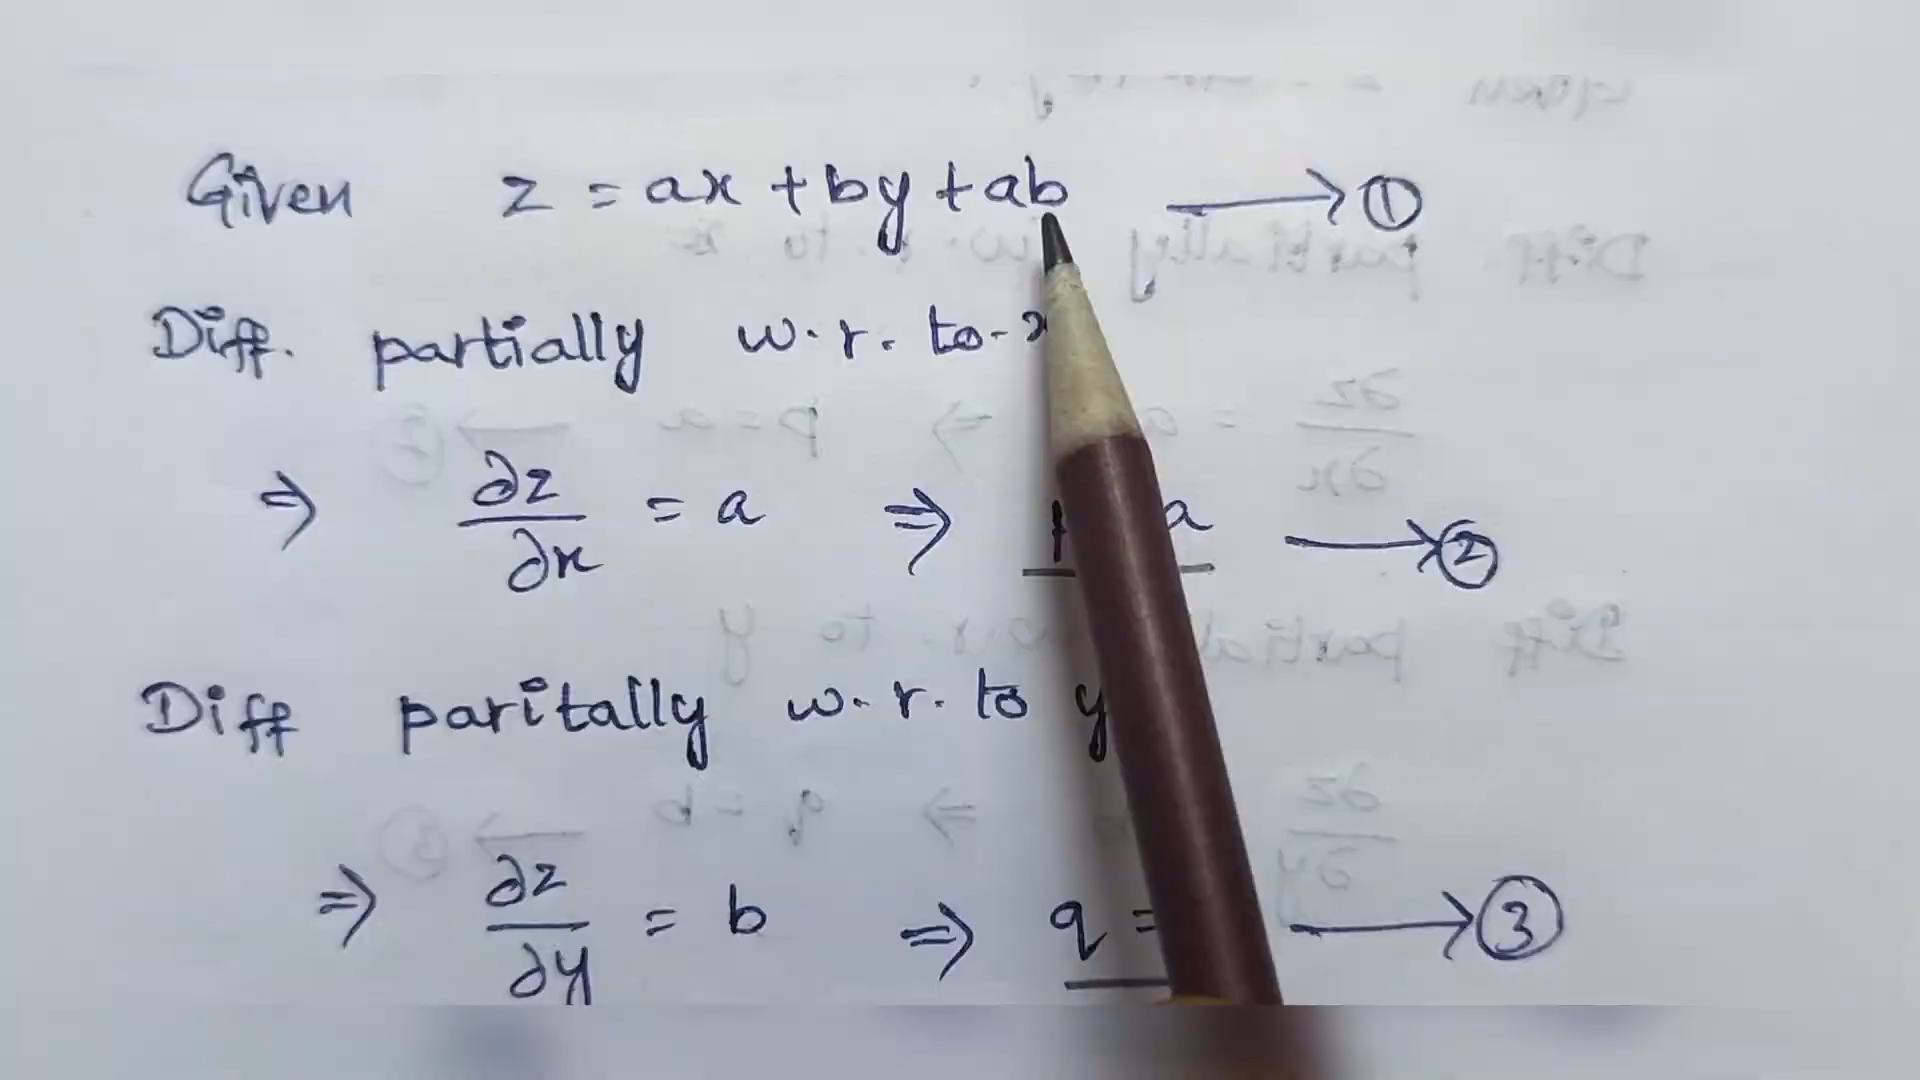 Given z = ax + by + ab → ①
Diff. partially w.r. to x
⇒ ∂z/∂x = a ⇒ a → ②
Diff paritally w.r. to y
⇒ ∂z/∂y = b ⇒ q = → ③